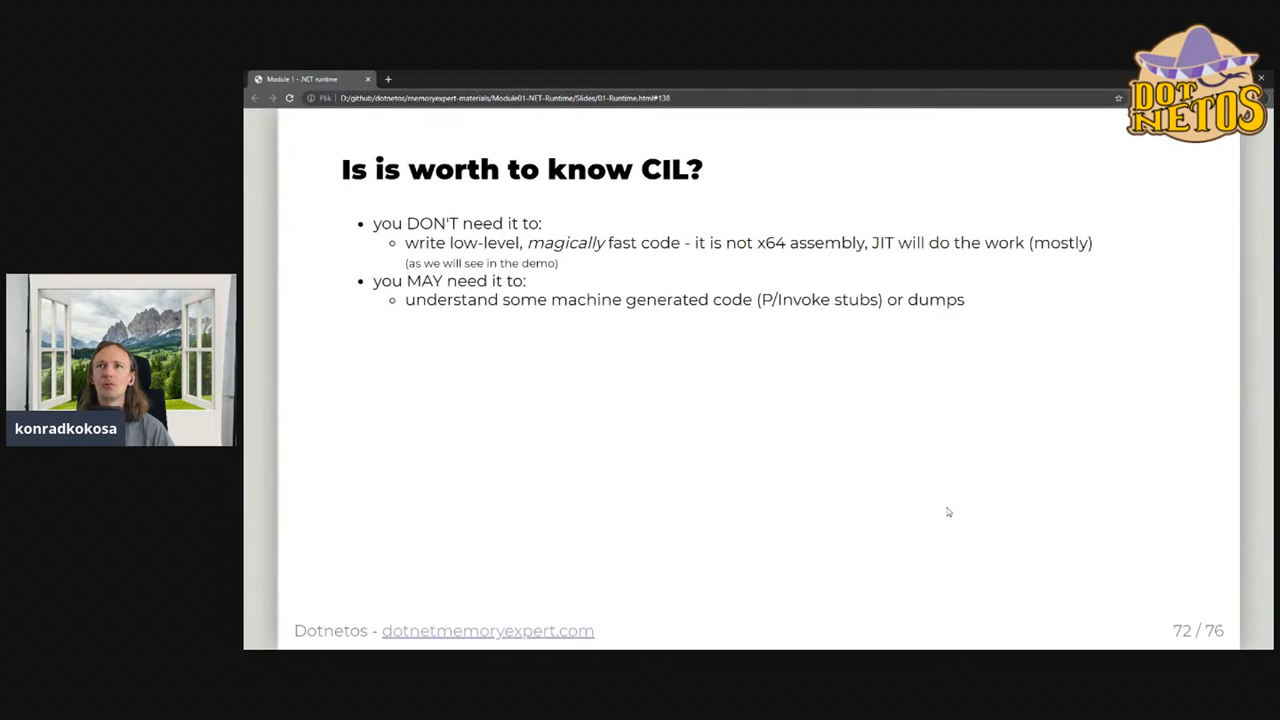 DOT
NETOS
Module 1 - .NET runtime
Plik D:/github/dotnetos/memoryexpert-materials/Module01-NET-Runtime/Slides/01-Runtime.html#138
Is is worth to know CIL?
you DON'T need it to:
write low-level, magically fast code - it is not x64 assembly, JIT will do the work (mostly)
(as we will see in the demo)
you MAY need it to:
understand some machine generated code (P/Invoke stubs) or dumps
konradkokosa
Dotnetos - dotnetmemoryexpert.com
72 / 76